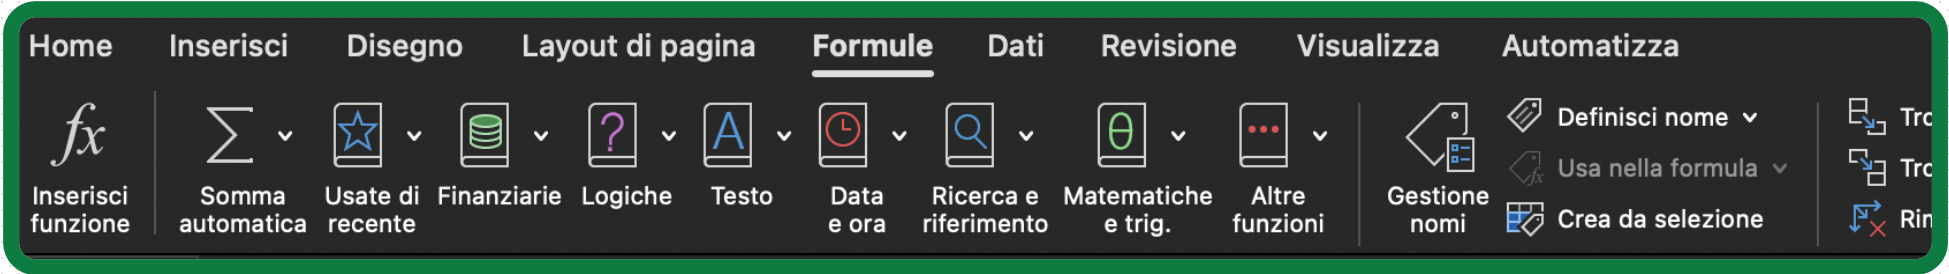 Home Inserisci Disegno Layout di pagina Formule Dati Revisione Visualizza Automatizza
Inserisci
funzione
Somma
automatica
Usate di
recente
Finanziarie
Logiche
Testo
Data
e ora
Ricerca e
riferimento
Matematiche
e trig.
Altre
funzioni
Gestione
nomi
Definisci nome
Usa nella formula
Crea da selezione